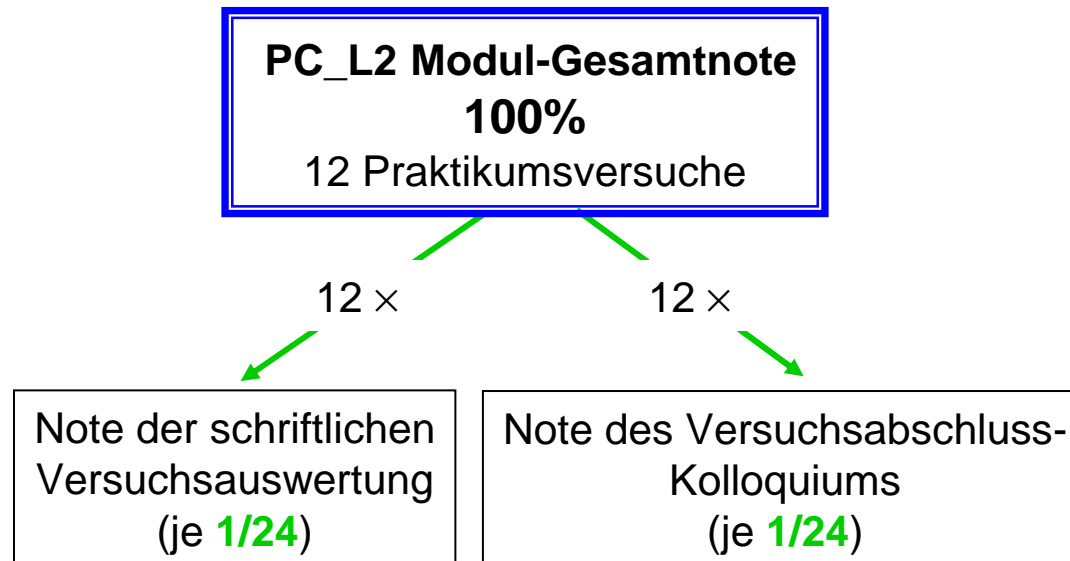 PC_L2 Modul-Gesamtnote
100%
12 Praktikumsversuche
12 ×
12 ×
Note der schriftlichen
Versuchsauswertung
(je 1/24)
Note des Versuchsabschluss-
Kolloquiums
(je 1/24)